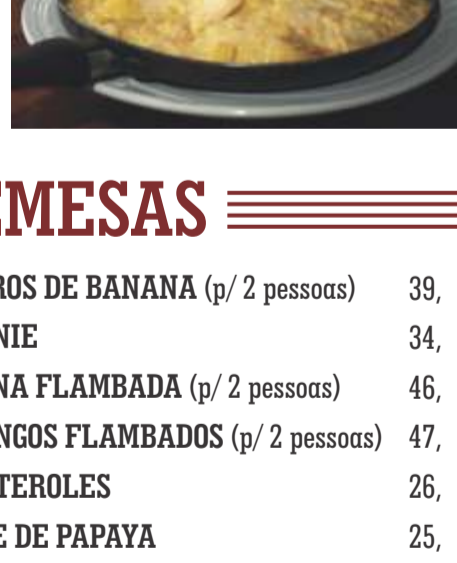 EMESAS
ROS DE BANANA (p/ 2 pessoas) 39,
NIE 34,
NA FLAMBADA (p/ 2 pessoas) 46,
NGOS FLAMBADOS (p/ 2 pessoas) 47,
TEROLES 26,
E DE PAPAYA 25,